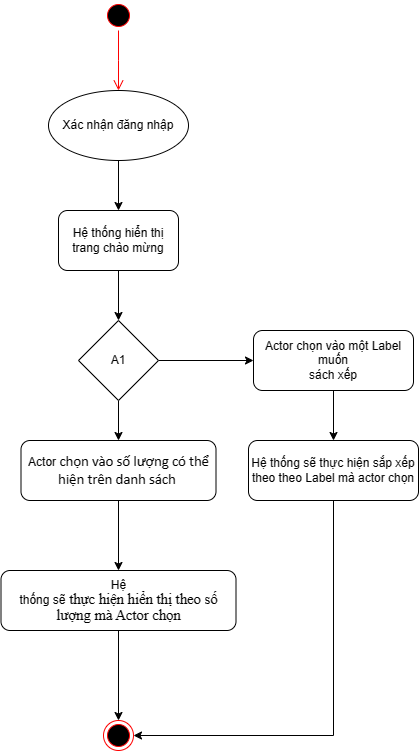 Xác nhận đăng nhập
Hệ thống hiển thị
trang chào mừng
A1
Actor chọn vào một Label
muốn
sách xếp
Actor chọn vào số lượng có thể
hiện trên danh sách
Hệ thống sẽ thực hiện sắp xếp
theo theo Label mà actor chọn
Hệ
thống sẽ thực hiện hiển thị theo số
lượng mà Actor chọn